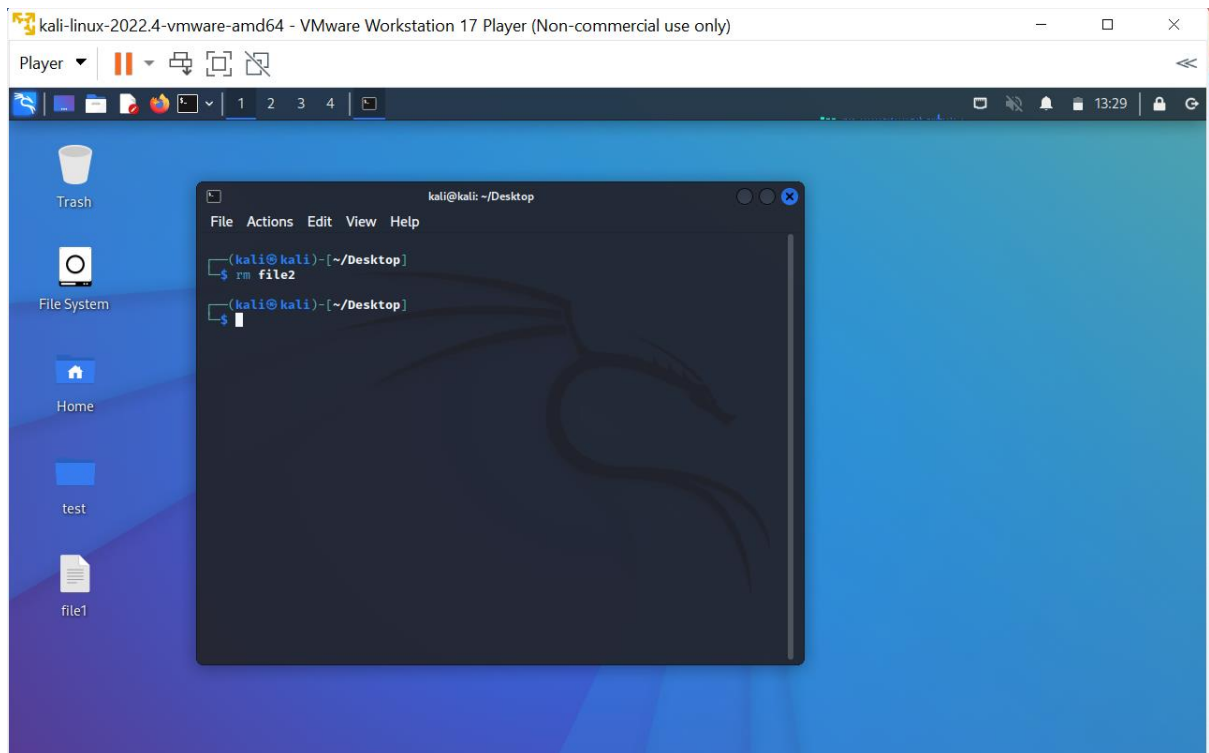 kali-linux-2022.4-vmware-amd64 - VMware Workstation 17 Player (Non-commercial use only)
Player
1 2 3 4
13:29
Trash
File System
Home
test
file1
kali@kali: ~/Desktop
File Actions Edit View Help
┌──(kali㉿kali)-[~/Desktop]
└─$ rm file2
┌──(kali㉿kali)-[~/Desktop]
└─$